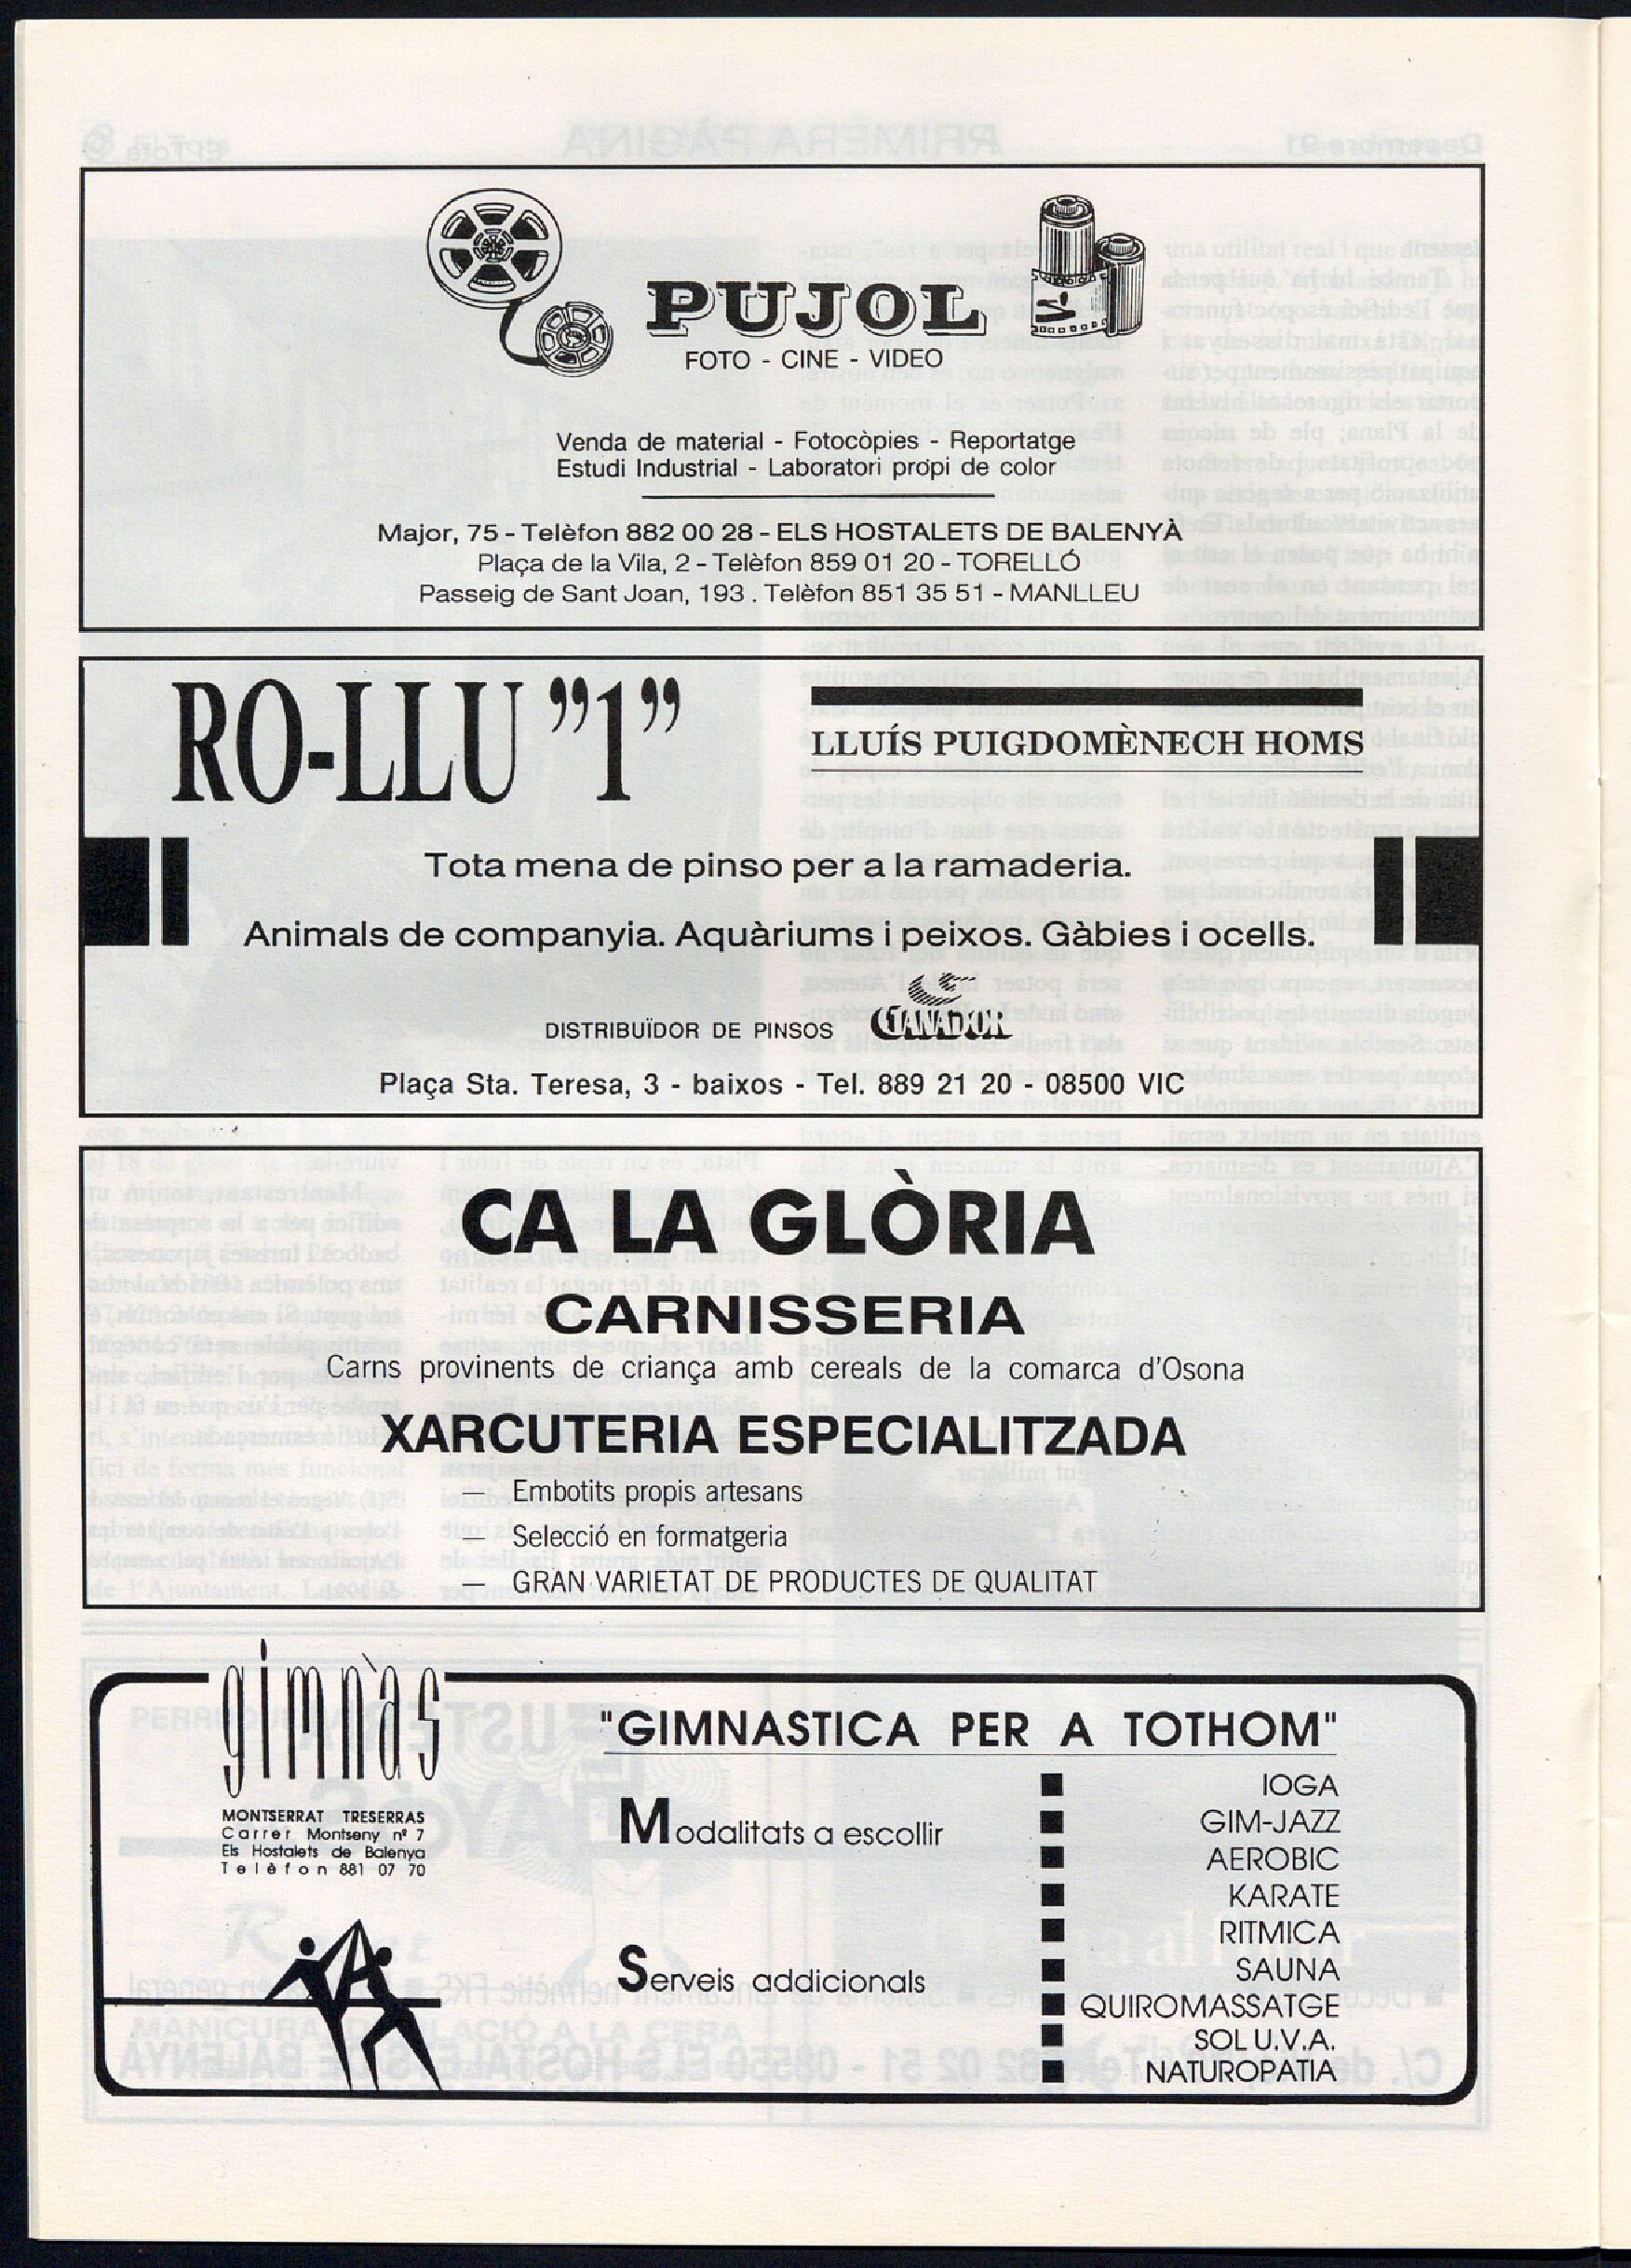 PUJOL
FOTO - CINE - VIDEO
Venda de material - Fotocòpies - Reportatge
Estudi Industrial - Laboratori propi de color
Major, 75 - Telèfon 882 00 28 - ELS HOSTALETS DE BALENYÀ
Plaça de la Vila, 2 - Telèfon 859 01 20 - TORELLÓ
Passeig de Sant Joan, 193 . Telèfon 851 35 51 - MANLLEU
RO-LLU ”1”
LLUÍS PUIGDOMÈNECH HOMS
Tota mena de pinso per a la ramaderia.
Animals de companyia. Aquàriums i peixos. Gàbies i ocells.
DISTRIBUÏDOR DE PINSOS GANADOR
Plaça Sta. Teresa, 3 - baixos - Tel. 889 21 20 - 08500 VIC
CA LA GLÒRIA
CARNISSERIA
Carns provinents de criança amb cereals de la comarca d'Osona
XARCUTERIA ESPECIALITZADA
— Embotits propis artesans
— Selecció en formatgeria
— GRAN VARIETAT DE PRODUCTES DE QUALITAT
gimnàs
MONTSERRAT TRESERRAS
Carrer Montseny nº 7
Els Hostalets de Balenya
Telèfon 881 07 70
"GIMNASTICA PER A TOTHOM"
Modalitats a escollir
■ IOGA
■ GIM-JAZZ
■ AEROBIC
■ KARATE
■ RITMICA
Serveis addicionals
■ SAUNA
■ QUIROMASSATGE
■ SOL U.V.A.
■ NATUROPATIA